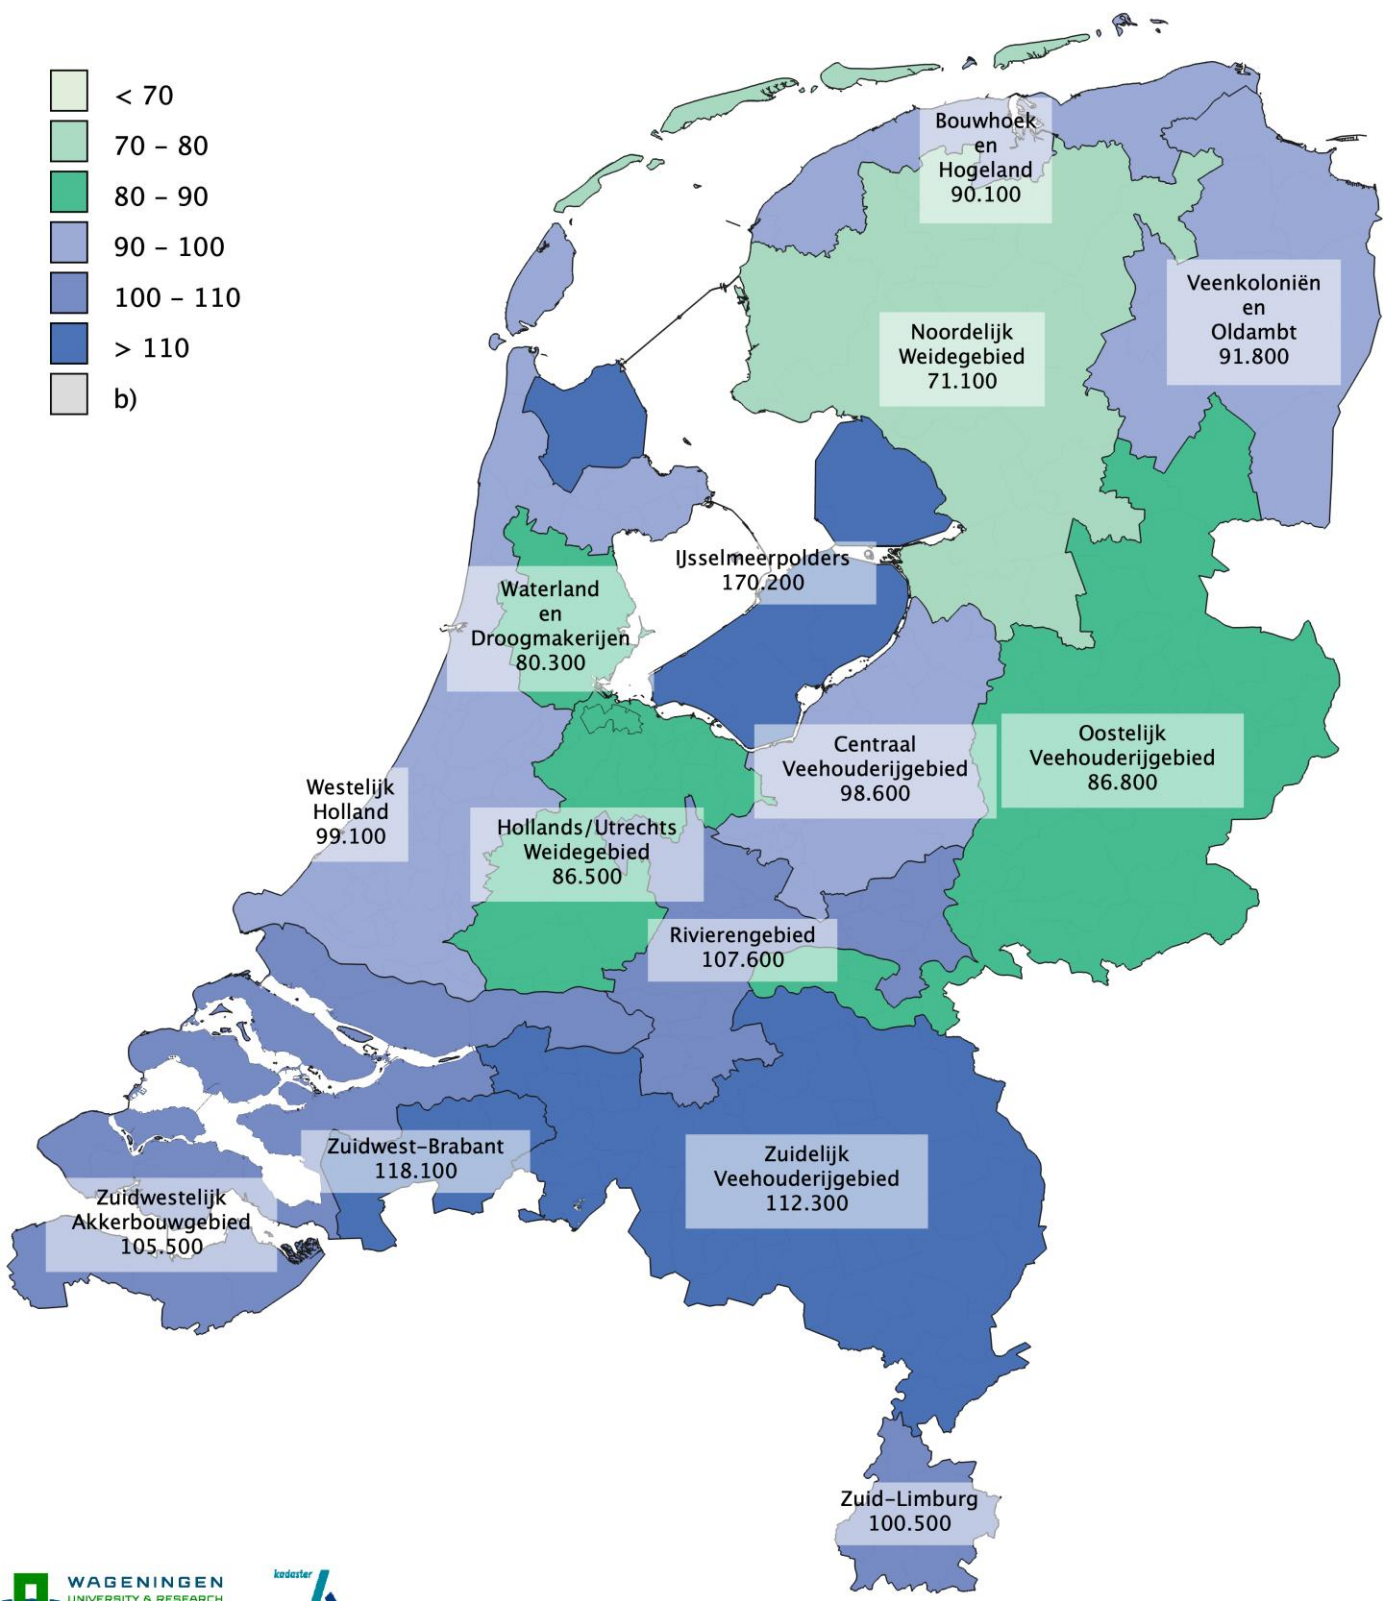 < 70
70 – 80
80 – 90
90 – 100
100 – 110
> 110
b)
Bouwhoek
en
Hogeland
90.100
Veenkoloniën
en
Oldambt
91.800
Noordelijk
Weidegebied
71.100
IJsselmeerpolders
170.200
Waterland
en
Droogmakerijen
80.300
Centraal
Veehouderijgebied
98.600
Oostelijk
Veehouderijgebied
86.800
Westelijk
Holland
99.100
Hollands/Utrechts
Weidegebied
86.500
Rivierengebied
107.600
Zuidwest–Brabant
118.100
Zuidelijk
Veehouderijgebied
112.300
Zuidwestelijk
Akkerbouwgebied
105.500
Zuid–Limburg
100.500
WAGENINGEN
UNIVERSITY & RESEARCH
kadaster